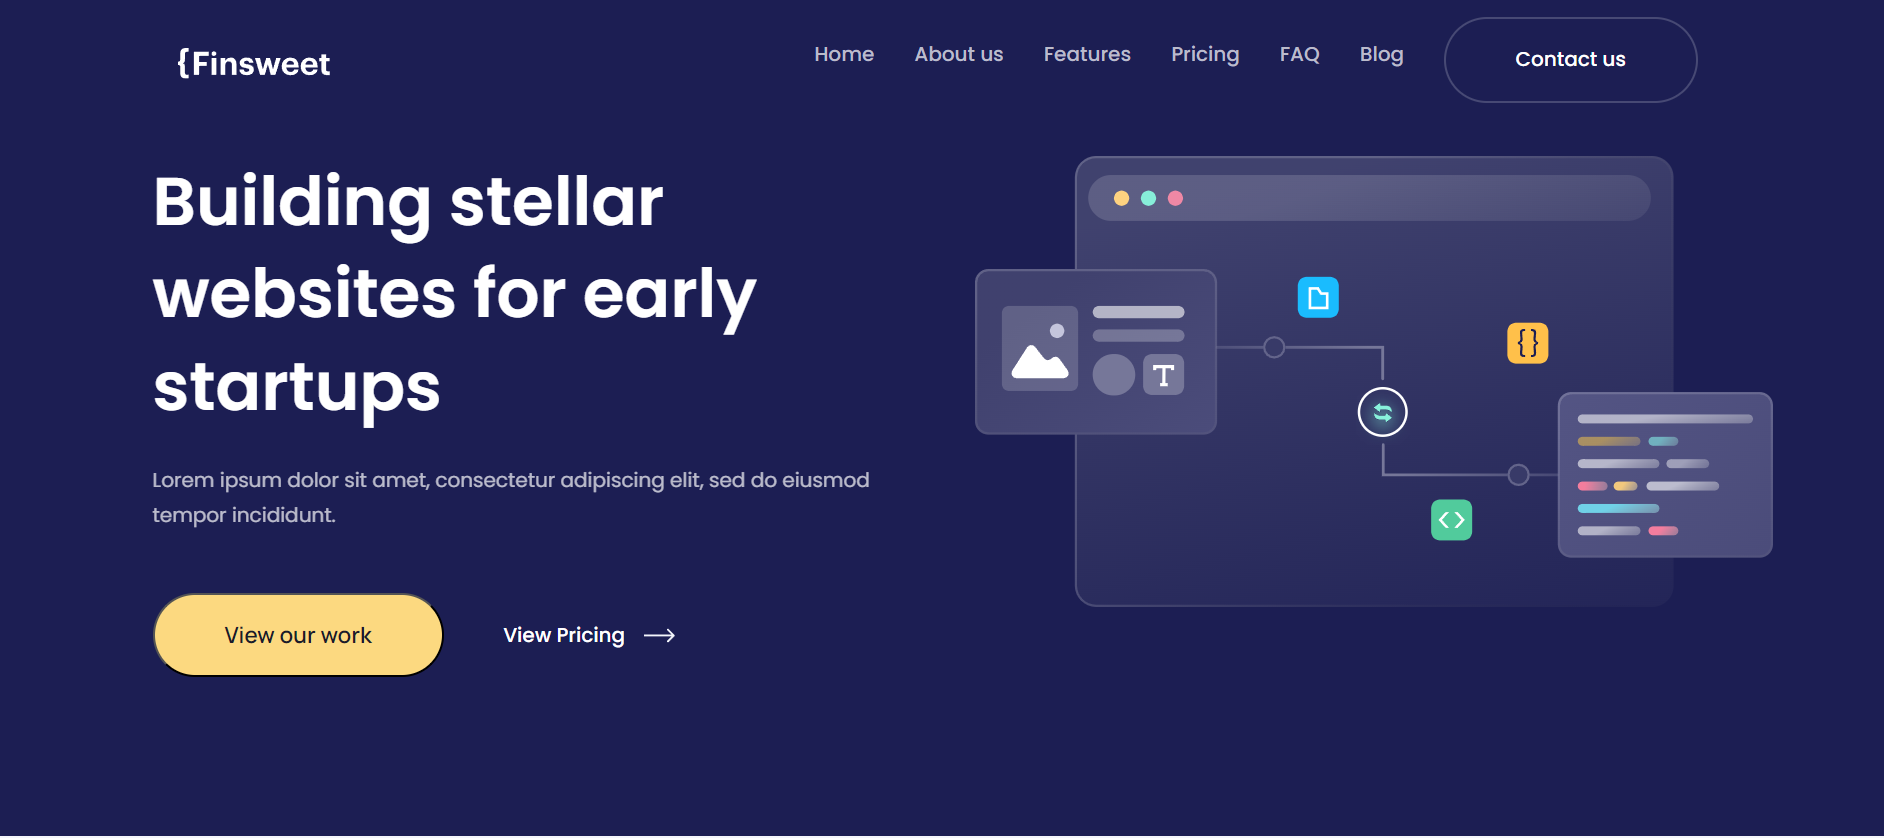 {Finsweet
Home About us Features Pricing FAQ Blog Contact us
Building stellar
websites for early
startups
Lorem ipsum dolor sit amet, consectetur adipiscing elit, sed do eiusmod
tempor incididunt.
View our work View Pricing →
T
{}
<>